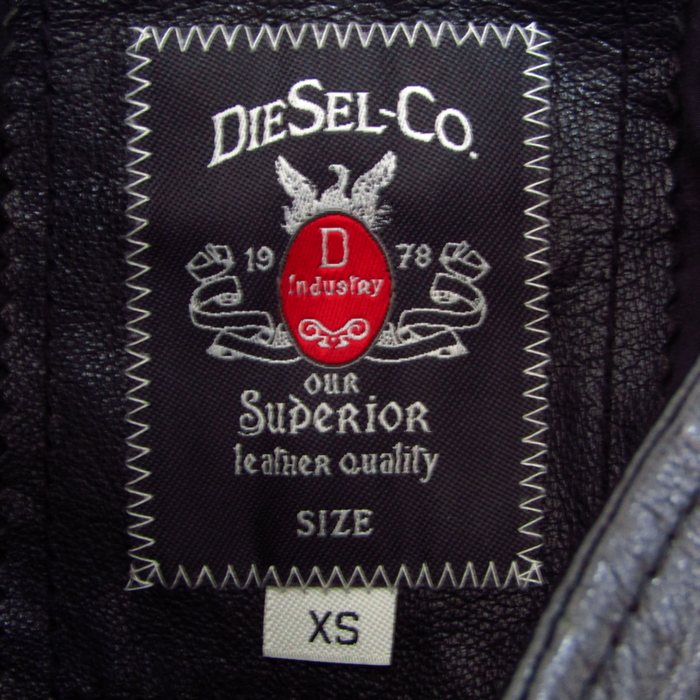 DIESEL-CO.
19 D 78
Industry
OUR
Superior
leather quality
SIZE
XS